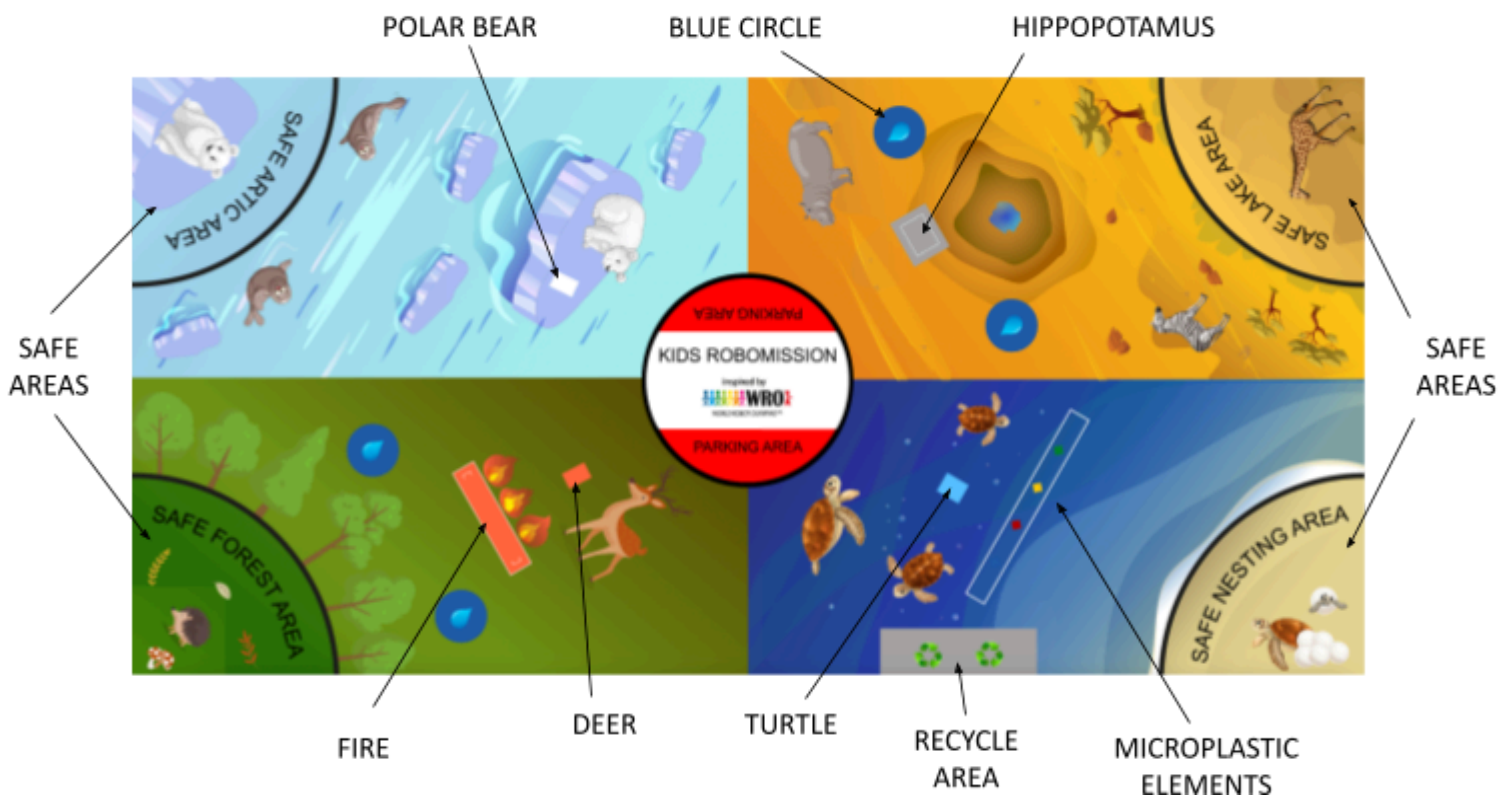 POLAR BEAR
BLUE CIRCLE
HIPPOPOTAMUS
SAFE ARTIC AREA
SAFE LAKE AREA
PARKING AREA
KIDS ROBOMISSION
Inspired by
WRO
PARKING AREA
SAFE
AREAS
SAFE
AREAS
SAFE FOREST AREA
SAFE NESTING AREA
FIRE
DEER
TURTLE
RECYCLE
AREA
MICROPLASTIC
ELEMENTS